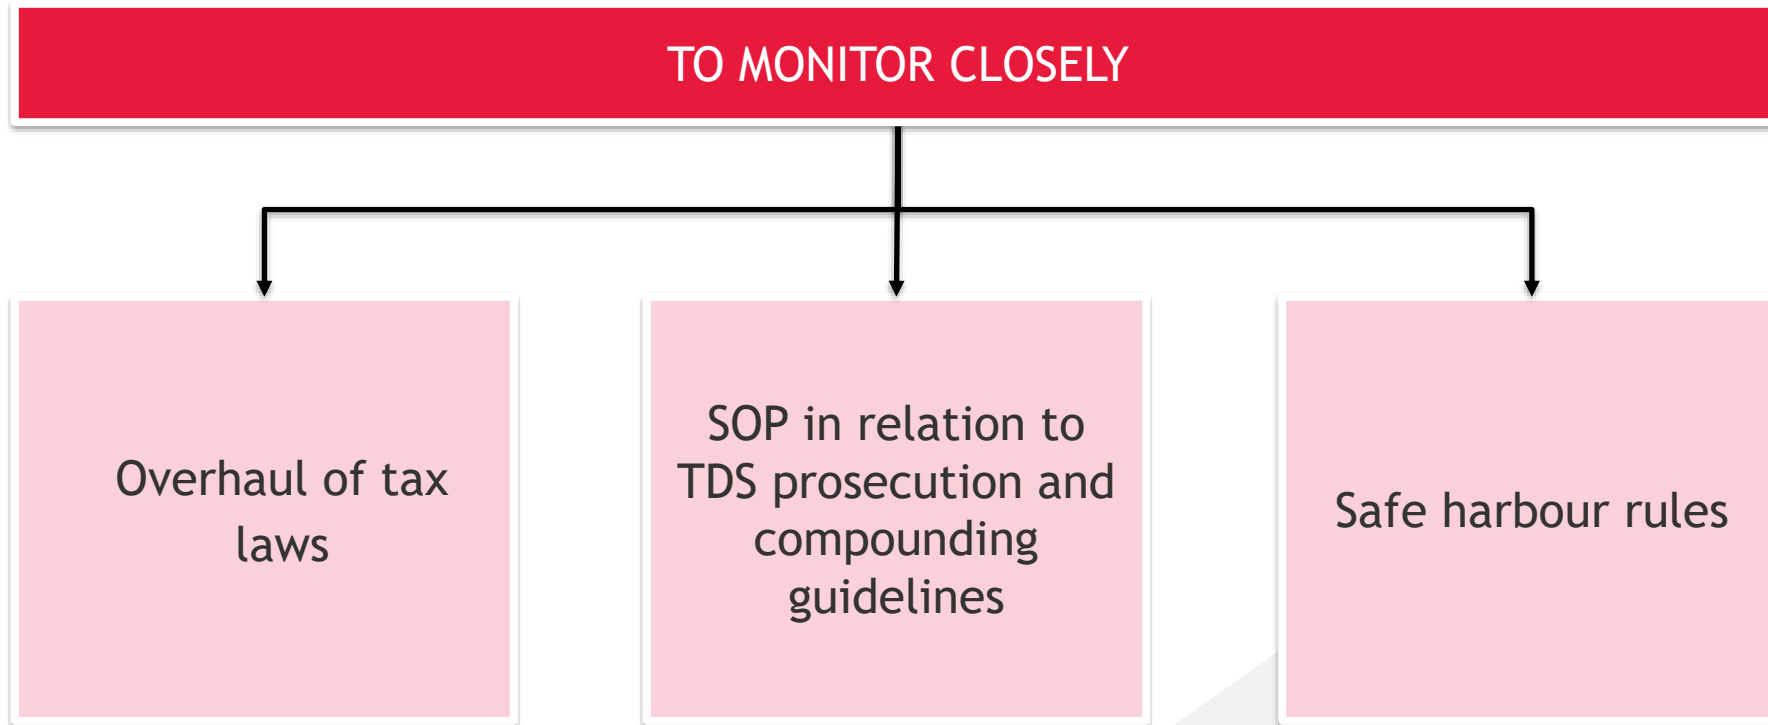 TO MONITOR CLOSELY
Overhaul of tax
laws
SOP in relation to
TDS prosecution and
compounding
guidelines
Safe harbour rules